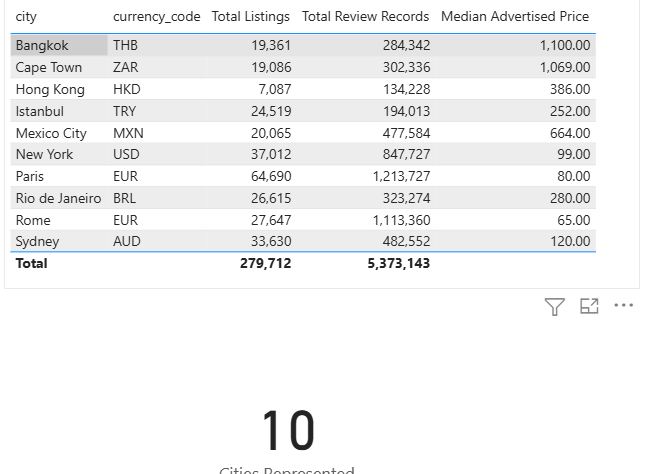 city currency_code Total Listings Total Review Records Median Advertised Price
Bangkok THB 19,361 284,342 1,100.00
Cape Town ZAR 19,086 302,336 1,069.00
Hong Kong HKD 7,087 134,228 386.00
Istanbul TRY 24,519 194,013 252.00
Mexico City MXN 20,065 477,584 664.00
New York USD 37,012 847,727 99.00
Paris EUR 64,690 1,213,727 80.00
Rio de Janeiro BRL 26,615 323,274 280.00
Rome EUR 27,647 1,113,360 65.00
Sydney AUD 33,630 482,552 120.00
Total 279,712 5,373,143
10
Cities Represented